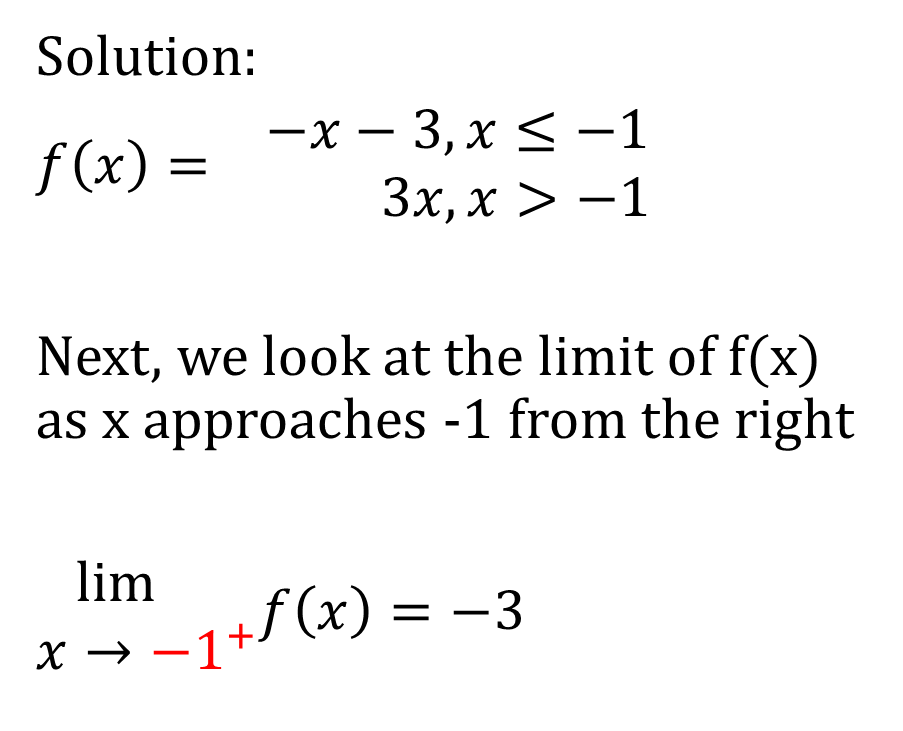 Solution:
f(x) = −x − 3, x ≤ −1
3x, x > −1
Next, we look at the limit of f(x)
as x approaches -1 from the right
lim f(x) = −3
x → −1⁺